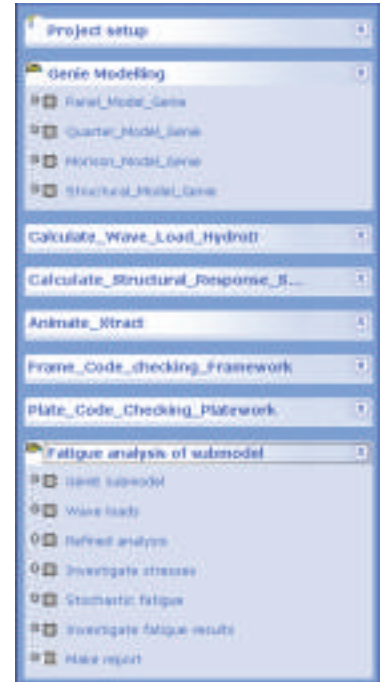 Project setup
Genie Modelling
Panel_Model_Genie
Quarter_Model_Genie
Morison_Model_Genie
Structural_Model_Genie
Calculate_Wave_Load_HydroD
Calculate_Structural_Response_S...
Animate_Xtract
Frame_Code_checking_Framework
Plate_Code_Checking_Platework
Fatigue analysis of submodel
submodel
Wave loads
Refined analysis
Investigate stresses
Stochastic fatigue
Investigate fatigue results
Make report